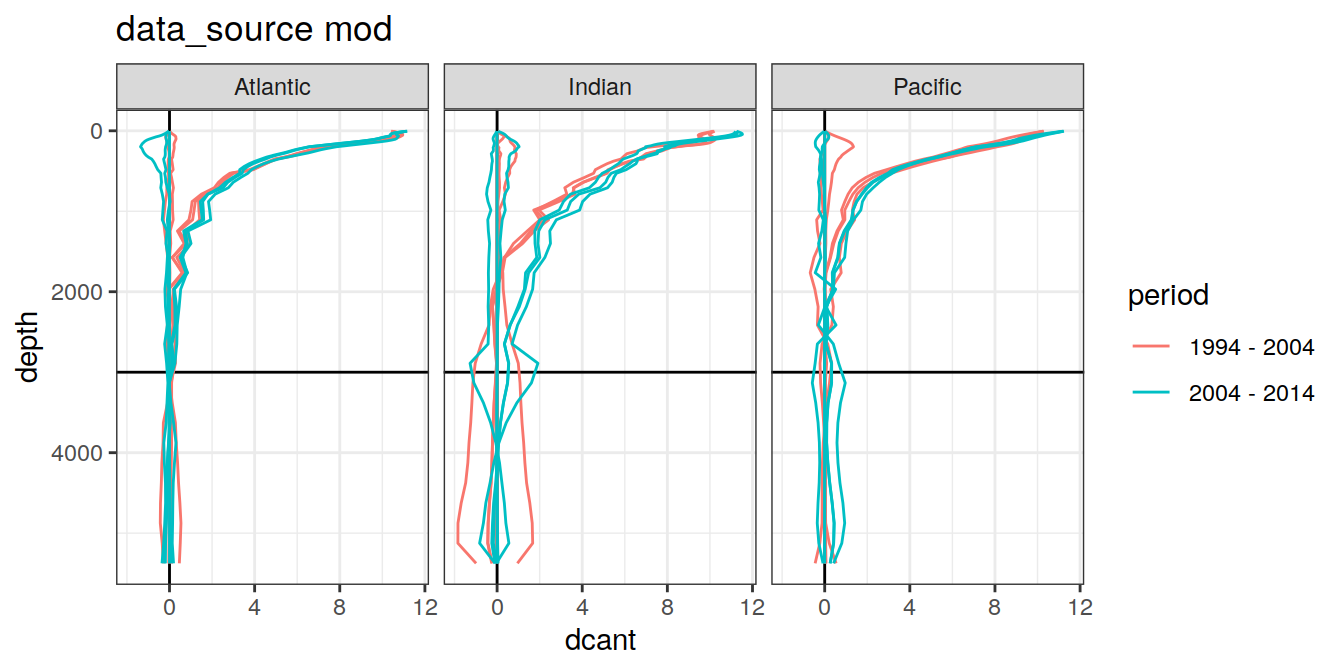 data_source mod
Atlantic Indian Pacific
0
2000
4000
depth
0 4 8 12 0 4 8 12 0 4 8 12
dcant
period
1994 - 2004
2004 - 2014